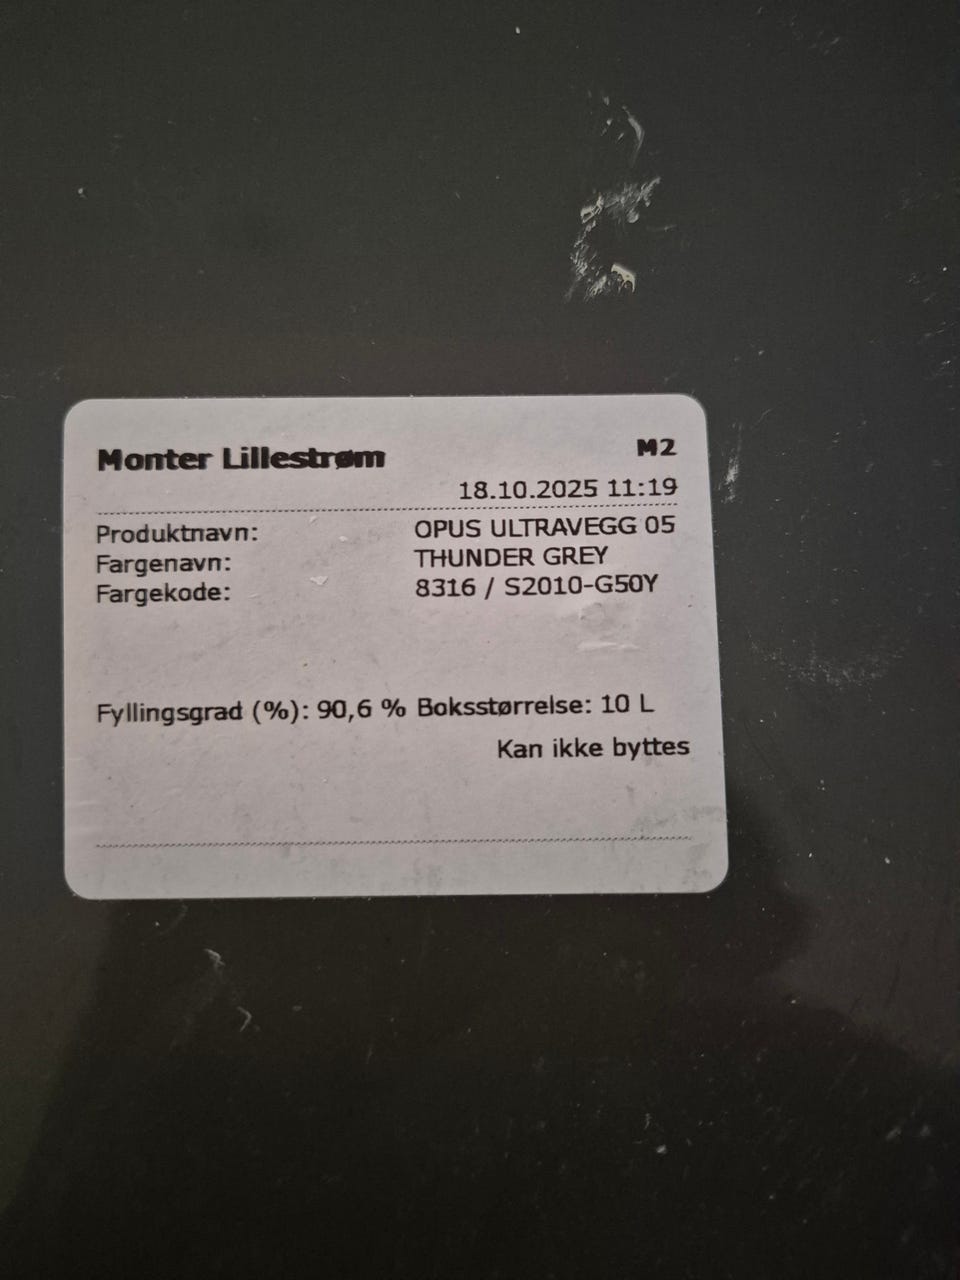 Monter Lillestrøm M2
18.10.2025 11:19
Produktnavn: OPUS ULTRAVEGG 05
Fargenavn: THUNDER GREY
Fargekode: 8316 / S2010-G50Y
Fyllingsgrad (%): 90,6 % Boksstørrelse: 10 L
Kan ikke byttes